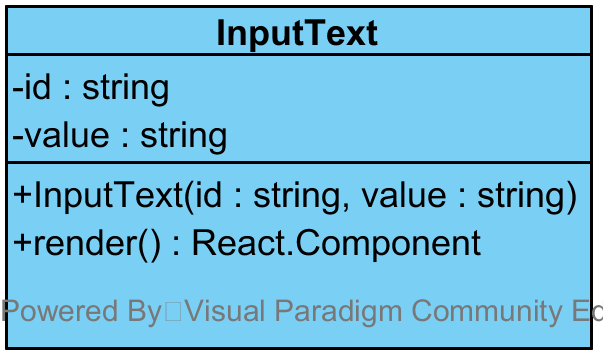 InputText
-id : string
-value : string
+InputText(id : string, value : string)
+render() : React.Component
Powered By Visual Paradigm Community Ed